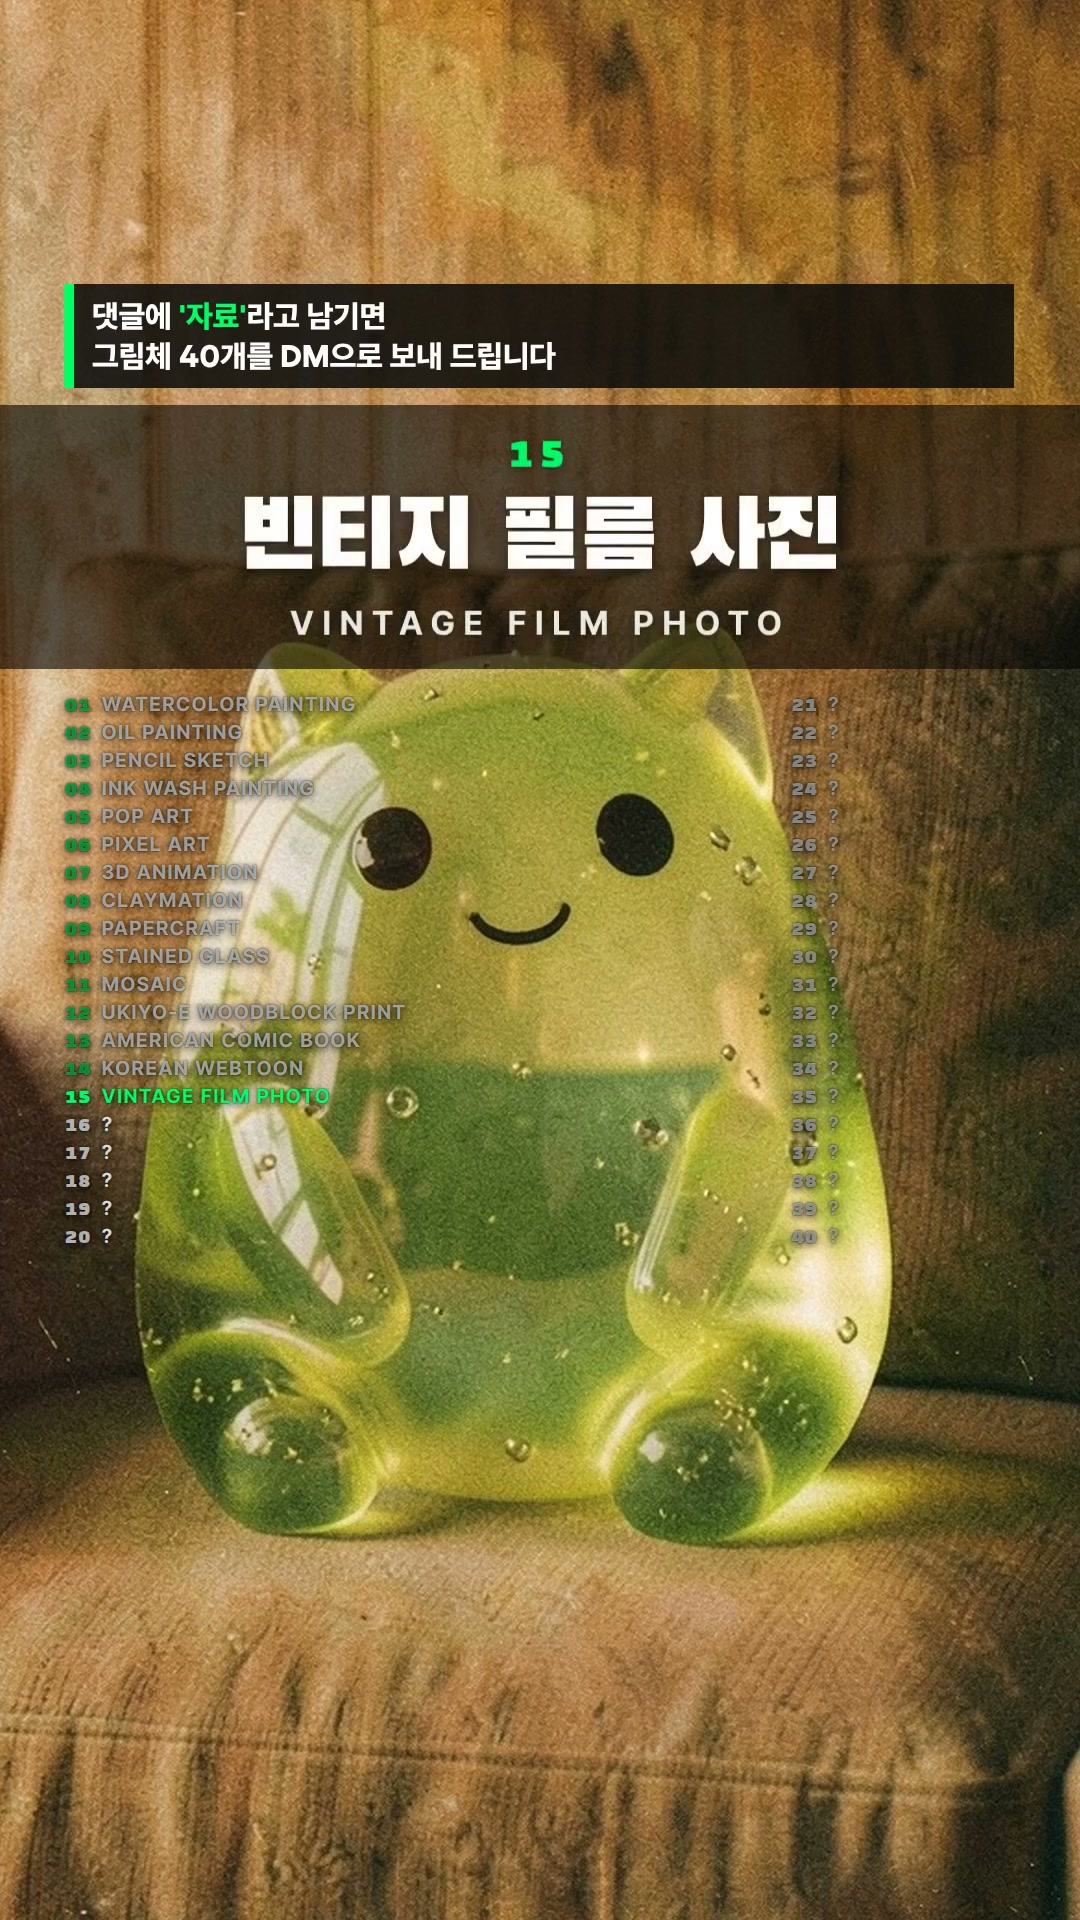 댓글에 '자료'라고 남기면
그림체 40개를 DM으로 보내 드립니다
15
빈티지 필름 사진
VINTAGE FILM PHOTO
01 WATERCOLOR PAINTING
02 OIL PAINTING
03 PENCIL SKETCH
04 INK WASH PAINTING
05 POP ART
06 PIXEL ART
07 3D ANIMATION
08 CLAYMATION
09 PAPERCRAFT
10 STAINED GLASS
11 MOSAIC
12 UKIYO-E WOODBLOCK PRINT
13 AMERICAN COMIC BOOK
14 KOREAN WEBTOON
15 VINTAGE FILM PHOTO
16 ?
17 ?
18 ?
19 ?
20 ?
21 ?
22 ?
23 ?
24 ?
25 ?
26 ?
27 ?
28 ?
29 ?
30 ?
31 ?
32 ?
33 ?
34 ?
35 ?
36 ?
37 ?
38 ?
39 ?
40 ?